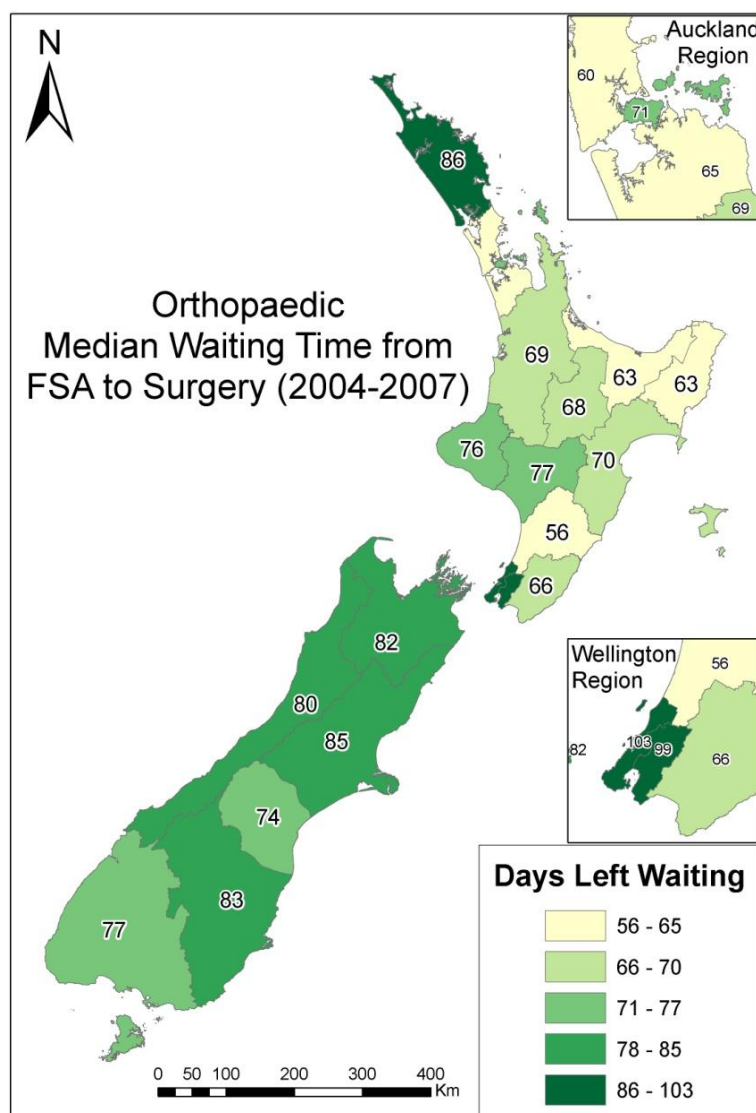 N
Auckland
Region
60
71
65
69
86
Orthopaedic
Median Waiting Time from
FSA to Surgery (2004-2007)
69
63
63
68
76
77
70
56
66
82
80
85
74
83
77
Wellington
Region
56
103
99
82
66
Days Left Waiting
56 - 65
66 - 70
71 - 77
78 - 85
86 - 103
0 50 100 200 300 400
Km